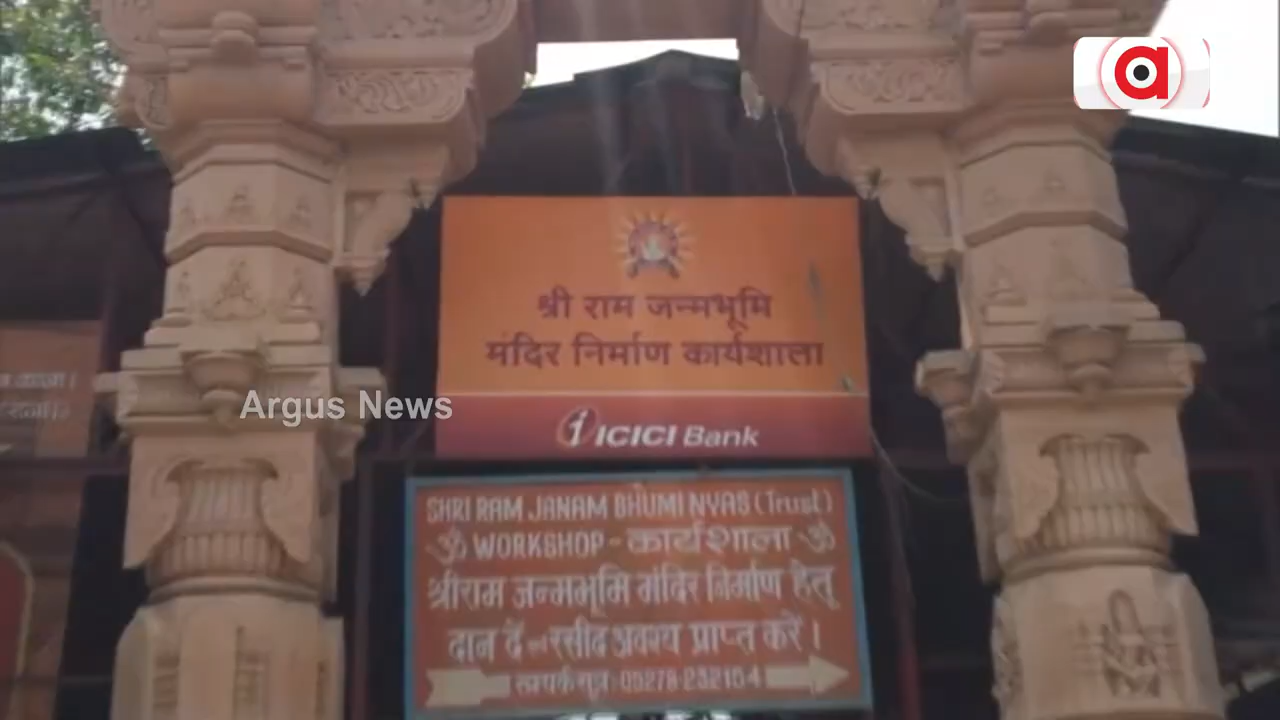 a
श्री राम जन्मभूमि
मंदिर निर्माण कार्यशाला
Argus News
i ICICI Bank
SHRI RAM JANAM BHUMI NYAS (Trust)
ॐ WORKSHOP - कार्यशाला ॐ
श्रीराम जन्मभूमि मंदिर निर्माण हेतु
दान दें रसीद अवश्य प्राप्त करें।
05278-232154